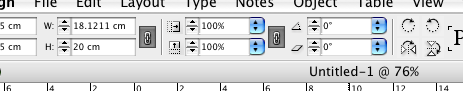 File Edit Layout Type Notes Object Table View
5 cm W: 18.1211 cm 100% 0°
5 cm H: 20 cm 100% 0° P
Untitled-1 @ 76%
6 4 2 0 2 4 6 8 10 12 14